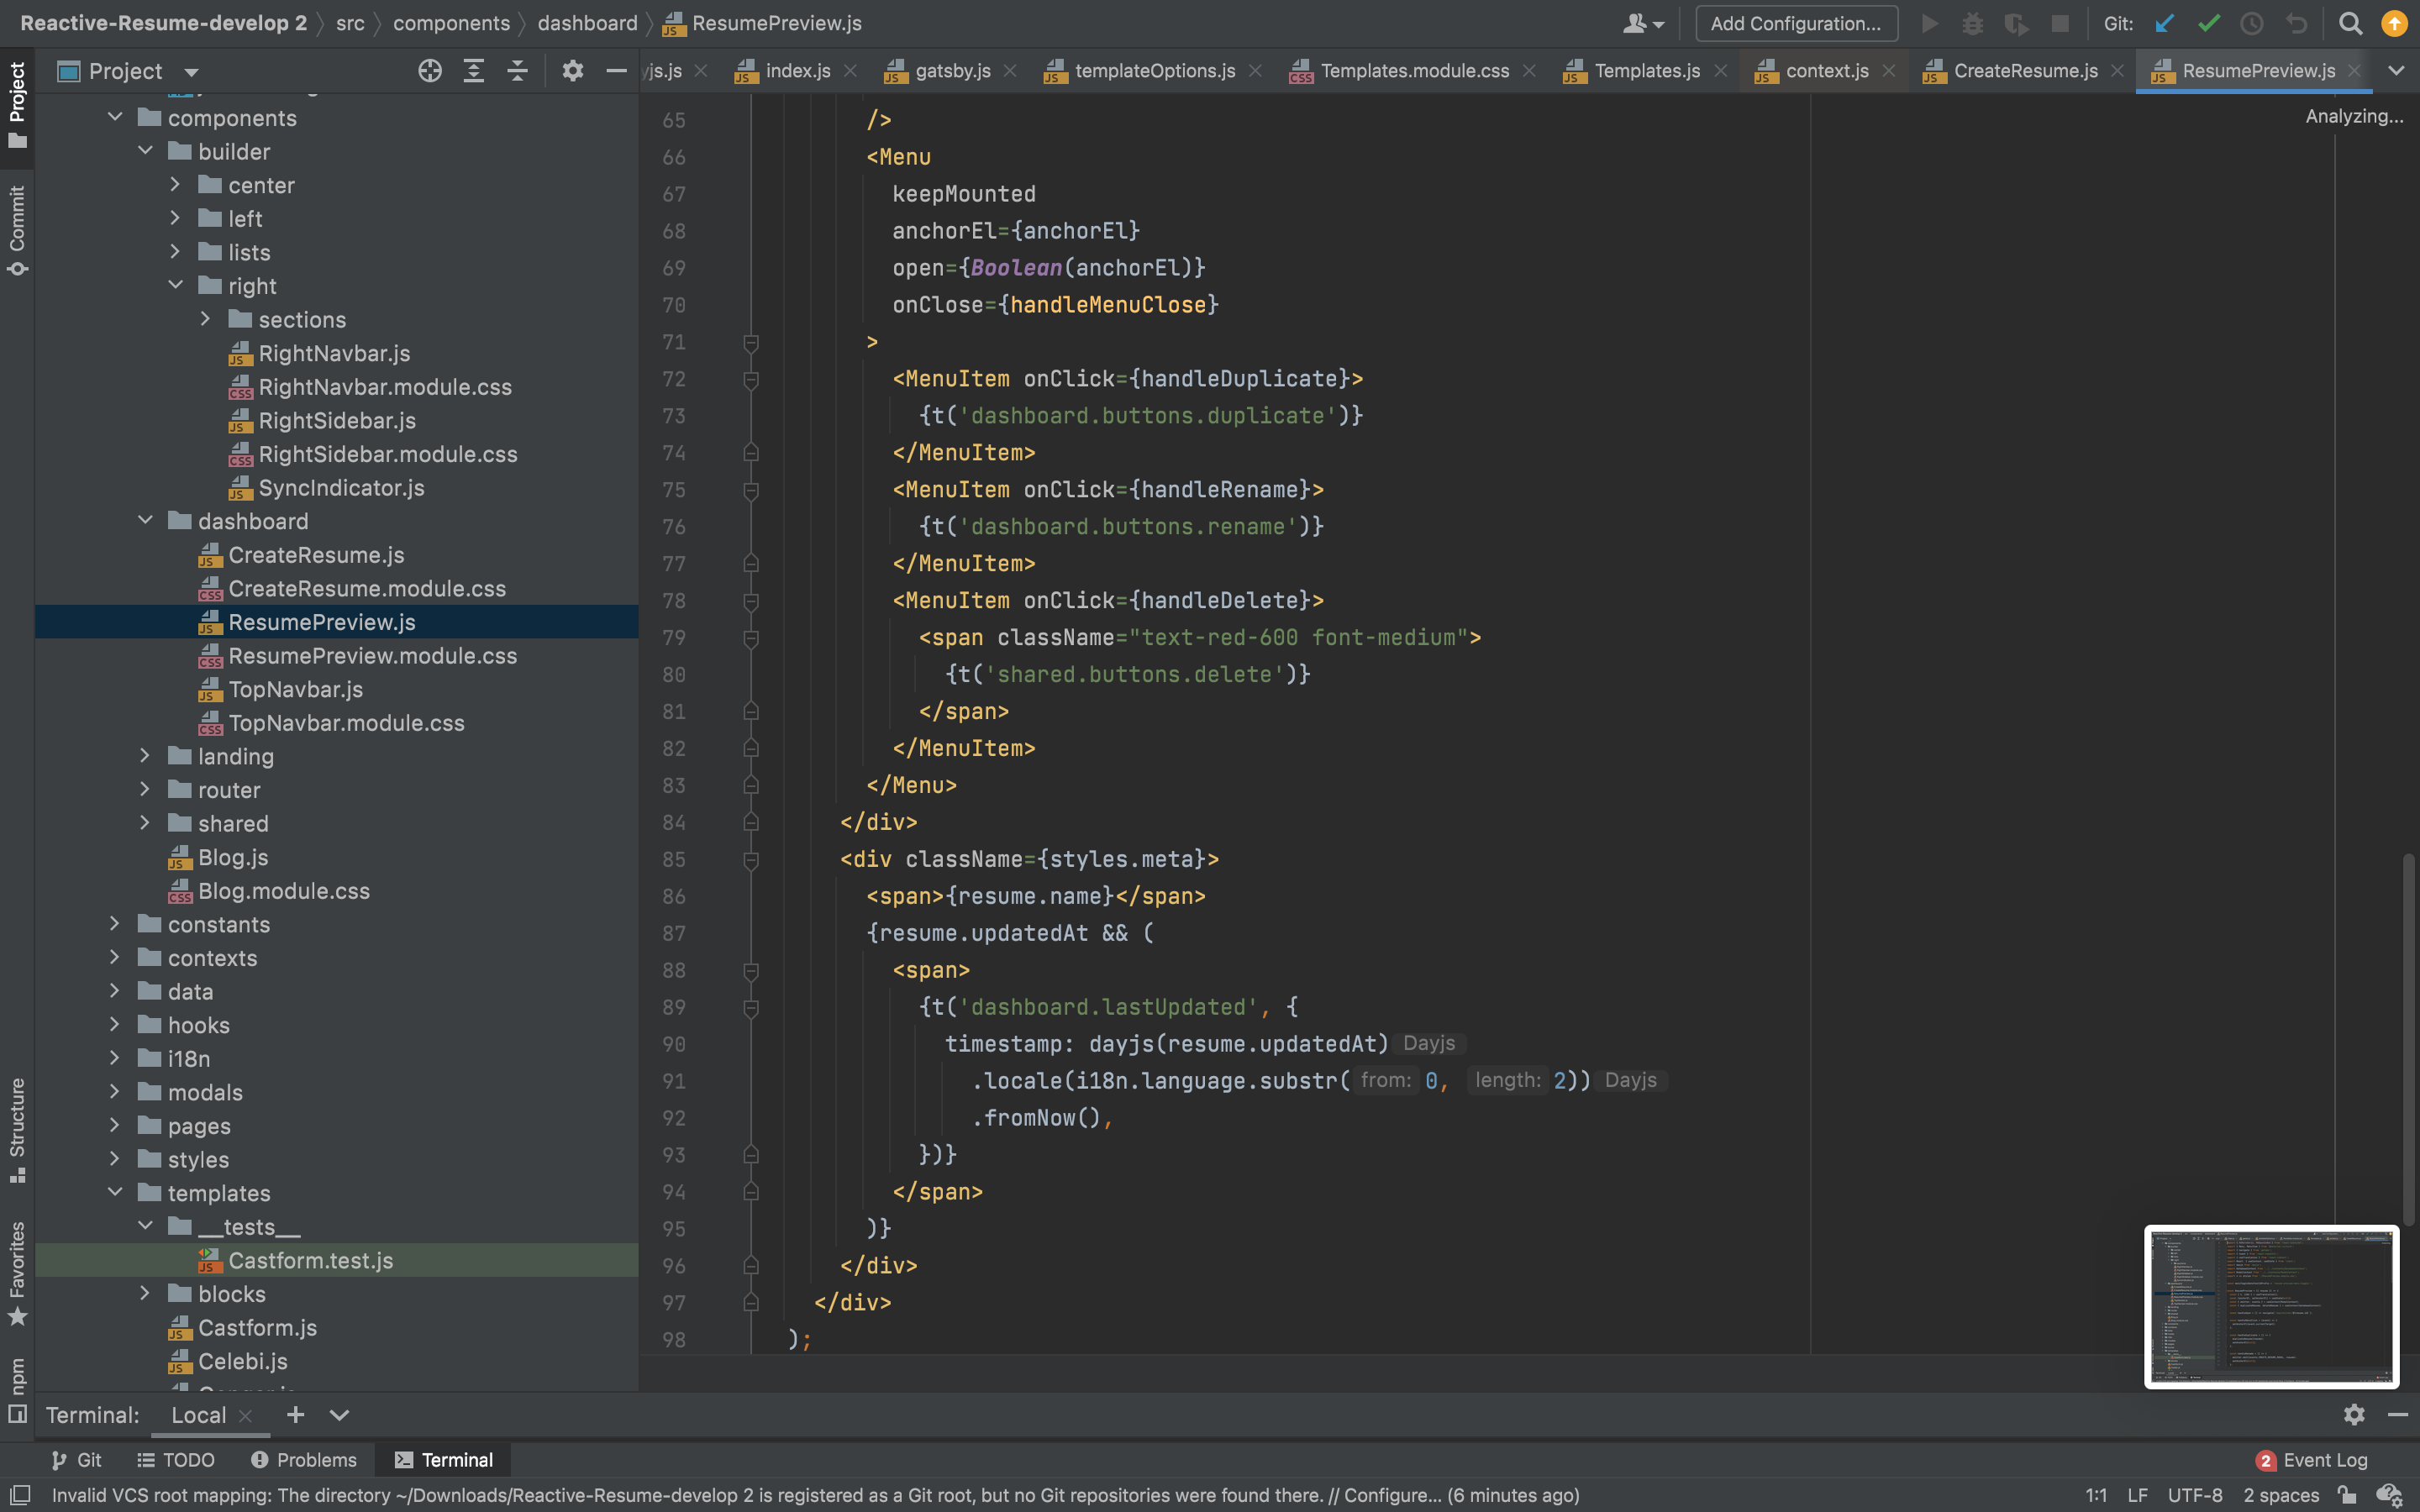 Reactive-Resume-develop 2 src components dashboard ResumePreview.js
Add Configuration...
Git:
Project
yjs.js
index.js
gatsby.js
templateOptions.js
Templates.module.css
Templates.js
context.js
CreateResume.js
ResumePreview.js
Project
Commit
Structure
Favorites
npm
components
builder
center
left
lists
right
sections
RightNavbar.js
RightNavbar.module.css
RightSidebar.js
RightSidebar.module.css
SyncIndicator.js
dashboard
CreateResume.js
CreateResume.module.css
ResumePreview.js
ResumePreview.module.css
TopNavbar.js
TopNavbar.module.css
landing
router
shared
Blog.js
Blog.module.css
constants
contexts
data
hooks
i18n
modals
pages
styles
templates
__tests__
Castform.test.js
blocks
Castform.js
Celebi.js
Analyzing...
65 />
66 <Menu
67 keepMounted
68 anchorEl={anchorEl}
69 open={Boolean(anchorEl)}
70 onClose={handleMenuClose}
71 >
72 <MenuItem onClick={handleDuplicate}>
73 {t('dashboard.buttons.duplicate')}
74 </MenuItem>
75 <MenuItem onClick={handleRename}>
76 {t('dashboard.buttons.rename')}
77 </MenuItem>
78 <MenuItem onClick={handleDelete}>
79 <span className="text-red-600 font-medium">
80 {t('shared.buttons.delete')}
81 </span>
82 </MenuItem>
83 </Menu>
84 </div>
85 <div className={styles.meta}>
86 <span>{resume.name}</span>
87 {resume.updatedAt && (
88 <span>
89 {t('dashboard.lastUpdated', {
90 timestamp: dayjs(resume.updatedAt) Dayjs
91 .locale(i18n.language.substr( from: 0, length: 2)) Dayjs
92 .fromNow(),
93 })}
94 </span>
95 )}
96 </div>
97 </div>
98 );
Terminal: Local
Git
TODO
Problems
Terminal
2 Event Log
Invalid VCS root mapping: The directory ~/Downloads/Reactive-Resume-develop 2 is registered as a Git root, but no Git repositories were found there. // Configure... (6 minutes ago)
1:1 LF UTF-8 2 spaces